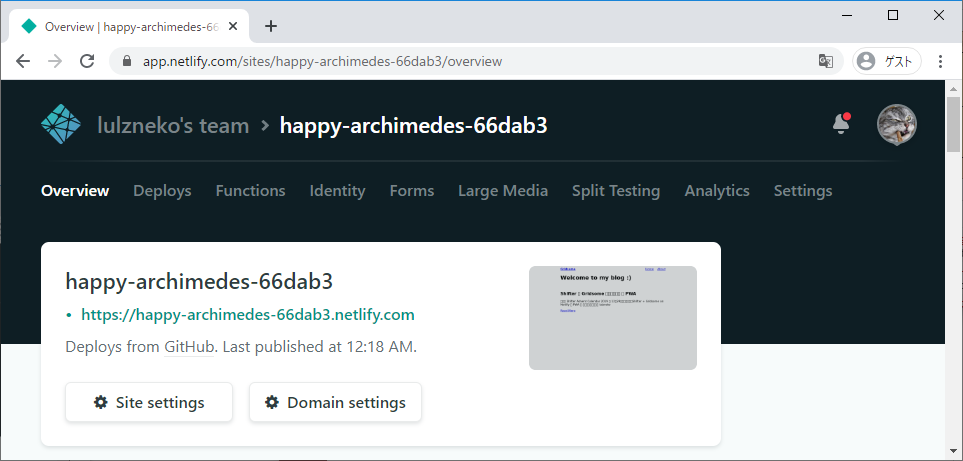 Overview | happy-archimedes-66
app.netlify.com/sites/happy-archimedes-66dab3/overview
ゲスト
lulzneko's team > happy-archimedes-66dab3
Overview Deploys Functions Identity Forms Large Media Split Testing Analytics Settings
happy-archimedes-66dab3
• https://happy-archimedes-66dab3.netlify.com
Deploys from GitHub. Last published at 12:18 AM.
Site settings Domain settings
Welcome to my blog :)